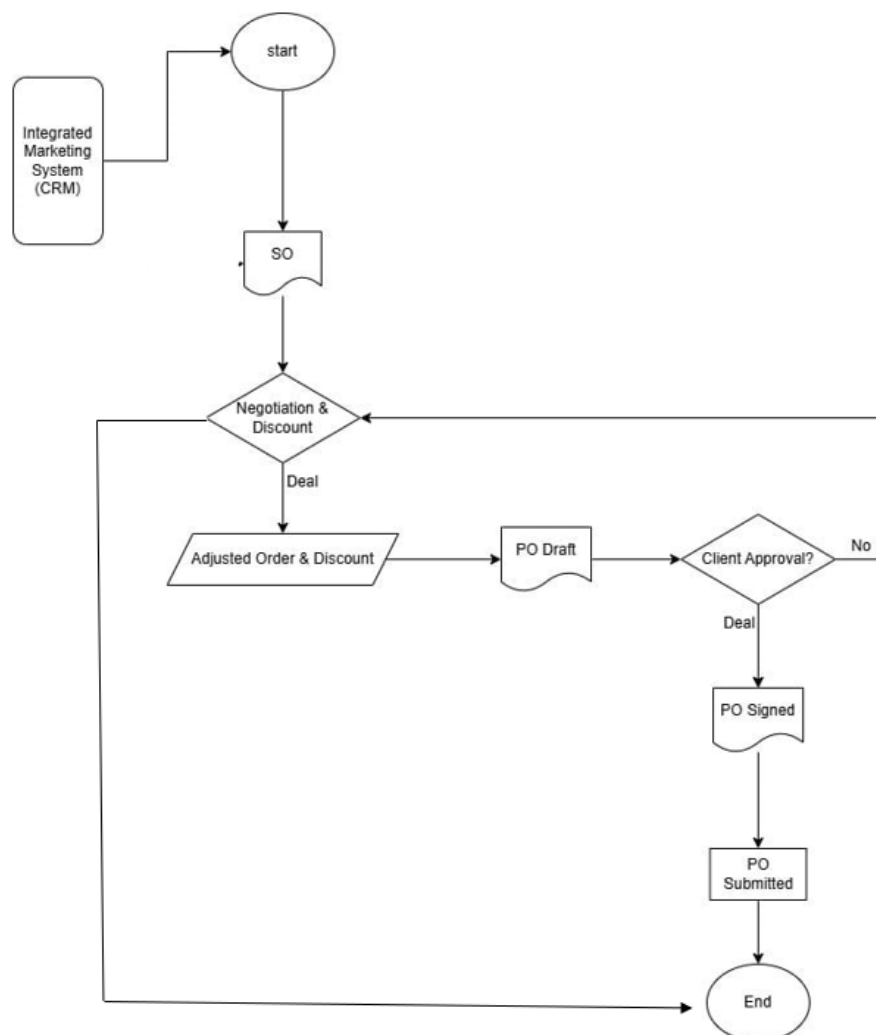 start
Integrated
Marketing
System
(CRM)
SO
Negotiation &
Discount
Deal
Adjusted Order & Discount
PO Draft
Client Approval?
No
Deal
PO Signed
PO
Submitted
End